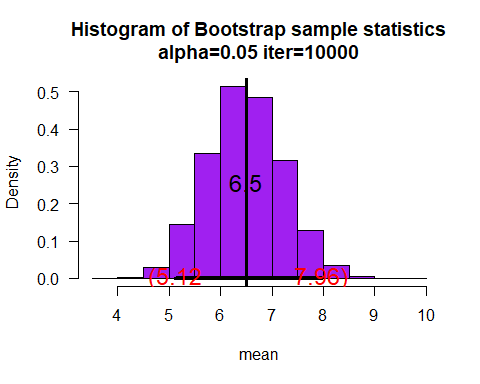 Histogram of Bootstrap sample statistics
alpha=0.05 iter=10000
Density
0.5
0.4
0.3
0.2
0.1
0.0
6.5
(5.12
7.96)
4 5 6 7 8 9 10
mean